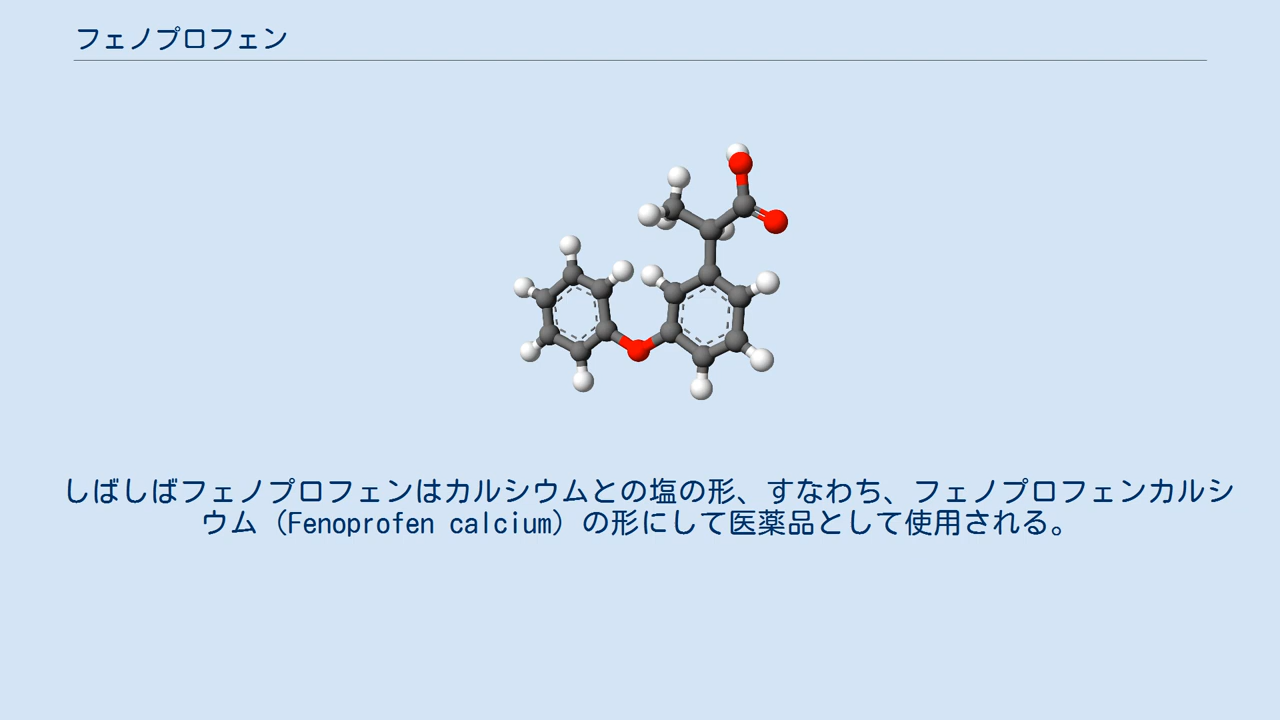 フェノプロフェン
しばしばフェノプロフェンはカルシウムとの塩の形、すなわち、フェノプロフェンカルシ
ウム（Fenoprofen calcium）の形にして医薬品として使用される。